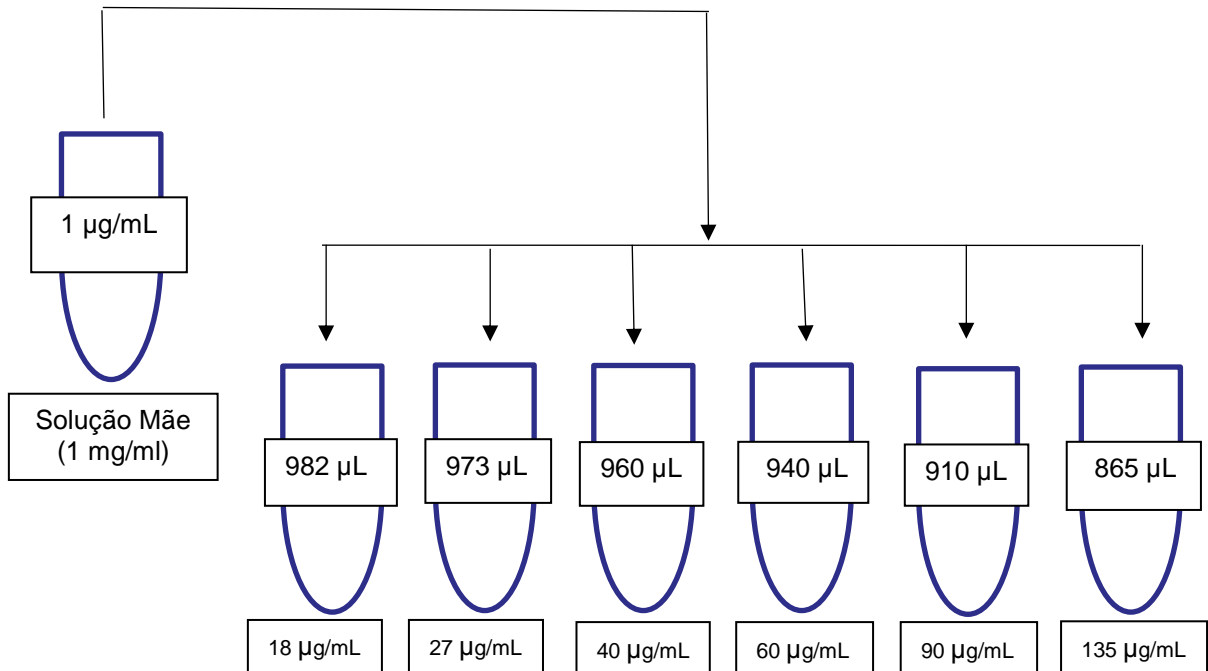 1 µg/mL
Solução Mãe
(1 mg/ml)
982 µL
973 µL
960 µL
940 µL
910 µL
865 µL
18 µg/mL
27 µg/mL
40 µg/mL
60 µg/mL
90 µg/mL
135 µg/mL